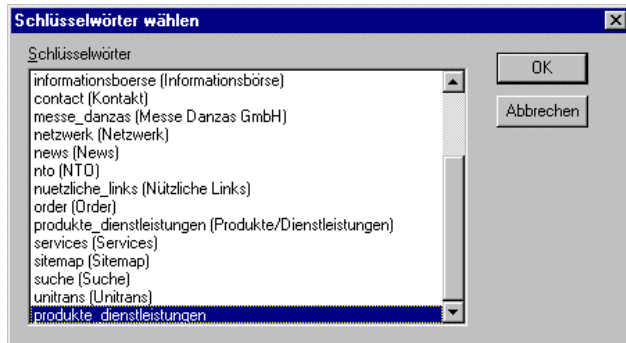 Schlüsselwörter wählen
Schlüsselwörter
informationsboerse (Informationsbörse)
contact (Kontakt)
messe_danzas (Messe Danzas GmbH)
netzwerk (Netzwerk)
news (News)
nto (NTO)
nuetzliche_links (Nützliche Links)
order (Order)
produkte_dienstleistungen (Produkte/Dienstleistungen)
services (Services)
sitemap (Sitemap)
suche (Suche)
unitrans (Unitrans)
produkte_dienstleistungen
OK
Abbrechen